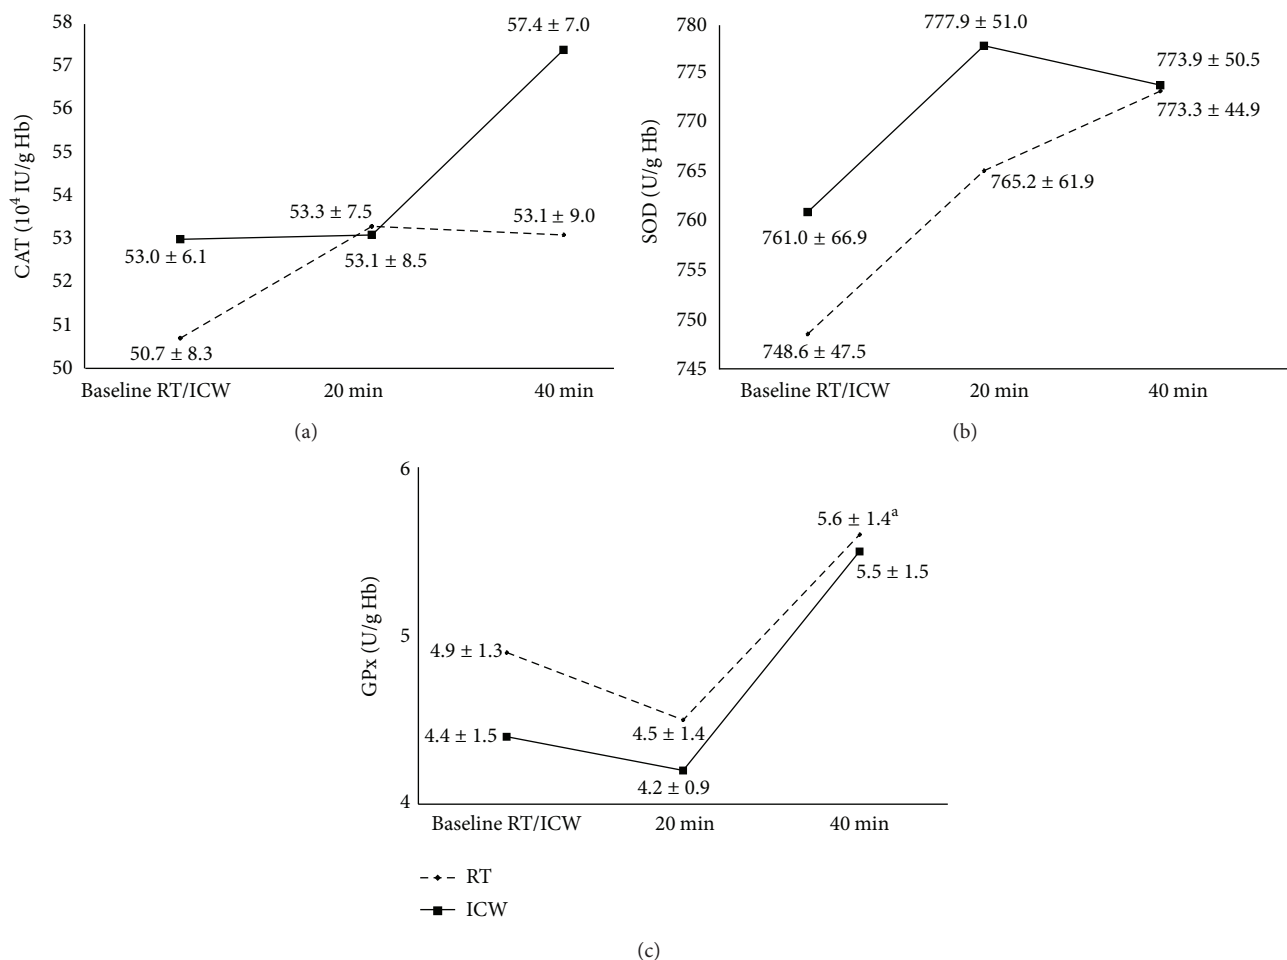 58
57
56
55
54
53
52
51
50
CAT (10⁴ IU/g Hb)
57.4 ± 7.0
53.3 ± 7.5
53.1 ± 9.0
53.0 ± 6.1
53.1 ± 8.5
50.7 ± 8.3
Baseline RT/ICW 20 min 40 min
(a)
780
775
770
765
760
755
750
745
SOD (U/g Hb)
777.9 ± 51.0
773.9 ± 50.5
773.3 ± 44.9
765.2 ± 61.9
761.0 ± 66.9
748.6 ± 47.5
Baseline RT/ICW 20 min 40 min
(b)
6
5
4
GPx (U/g Hb)
5.6 ± 1.4ᵃ
5.5 ± 1.5
4.9 ± 1.3
4.5 ± 1.4
4.4 ± 1.5
4.2 ± 0.9
Baseline RT/ICW 20 min 40 min
RT
ICW
(c)